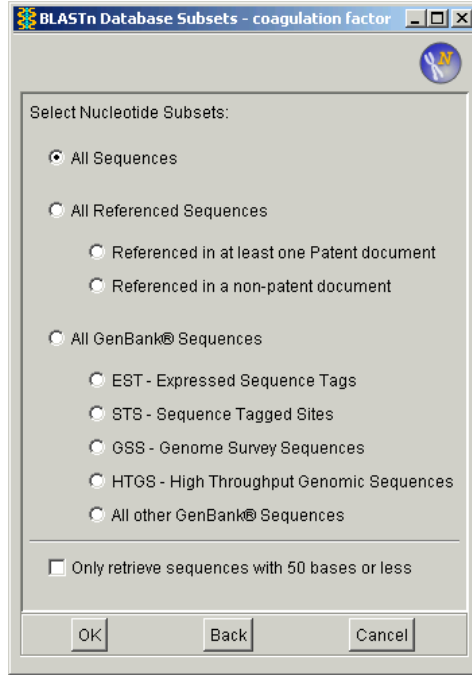 BLASTn Database Subsets - coagulation factor
N
Select Nucleotide Subsets:
All Sequences
All Referenced Sequences
Referenced in at least one Patent document
Referenced in a non-patent document
All GenBank® Sequences
EST - Expressed Sequence Tags
STS - Sequence Tagged Sites
GSS - Genome Survey Sequences
HTGS - High Throughput Genomic Sequences
All other GenBank® Sequences
Only retrieve sequences with 50 bases or less
OK Back Cancel